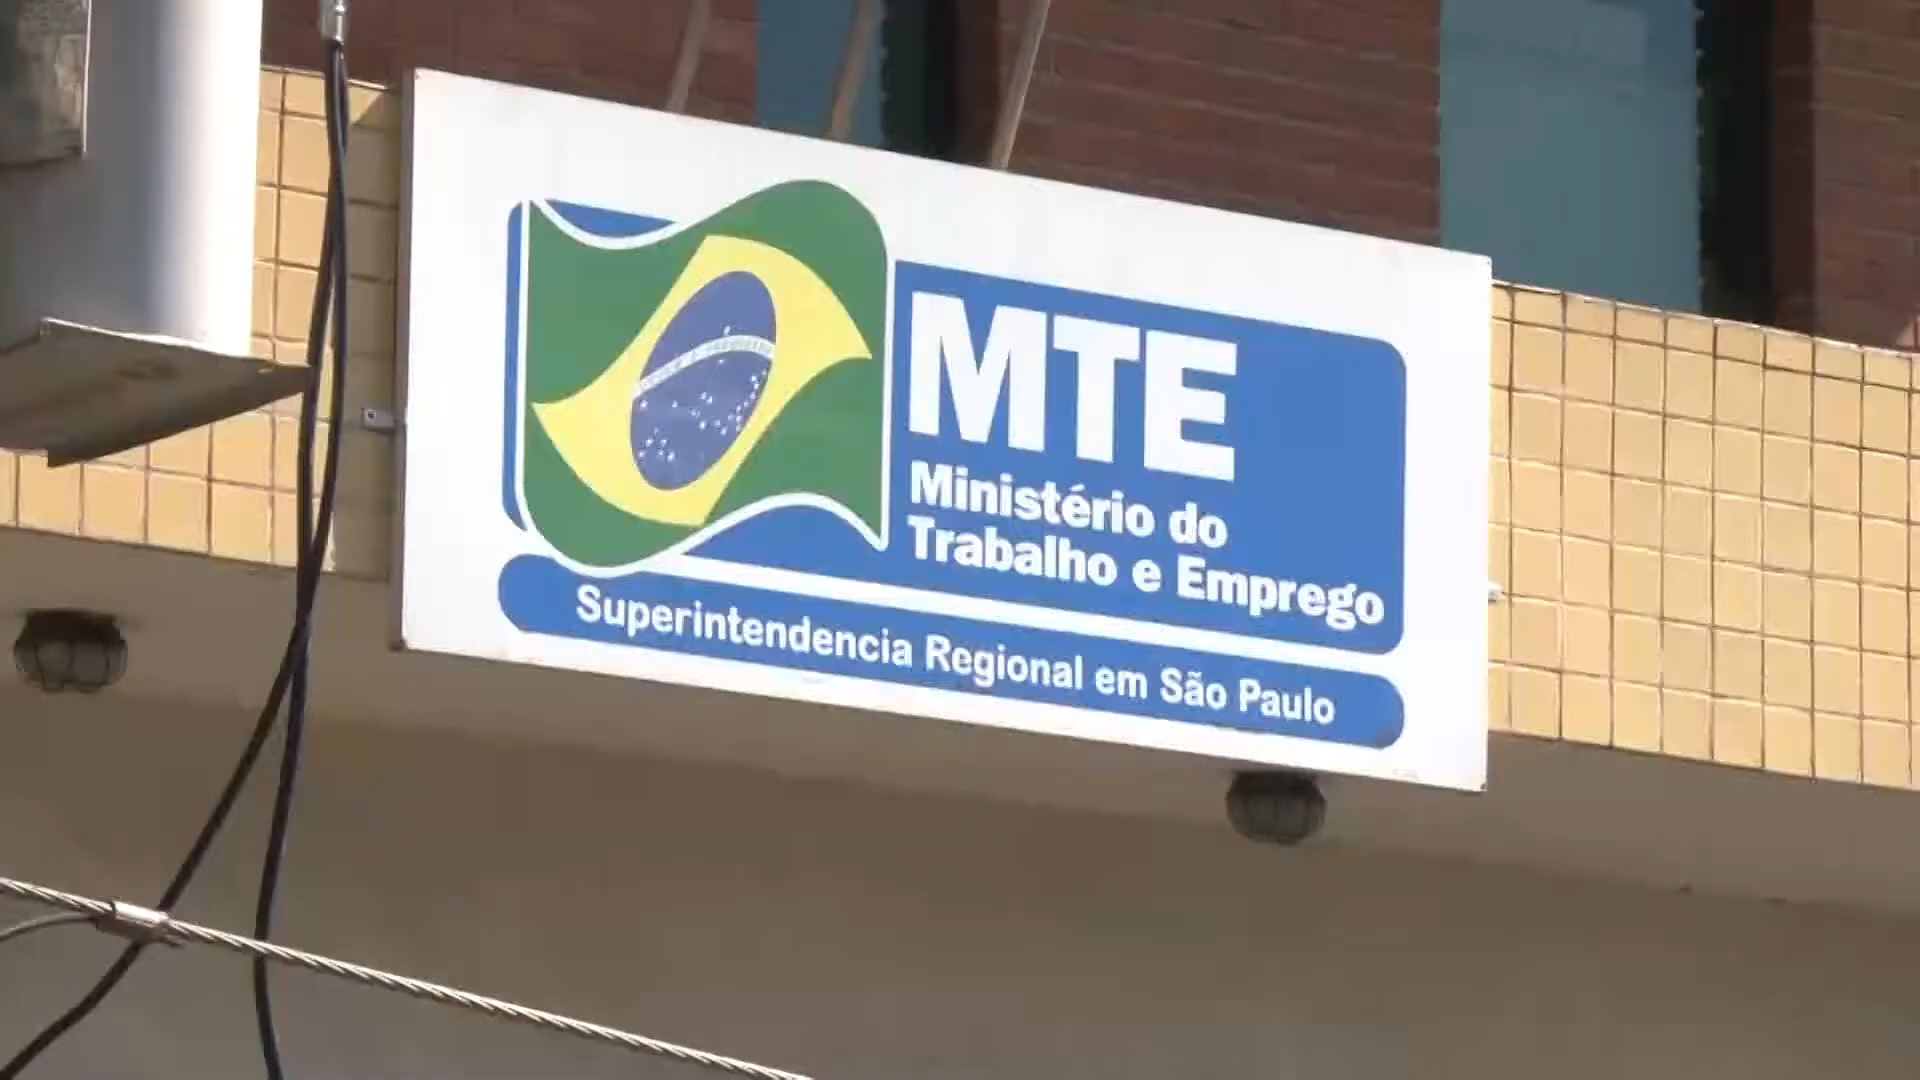 MTE
Ministério do
Trabalho e Emprego
Superintendencia Regional em São Paulo